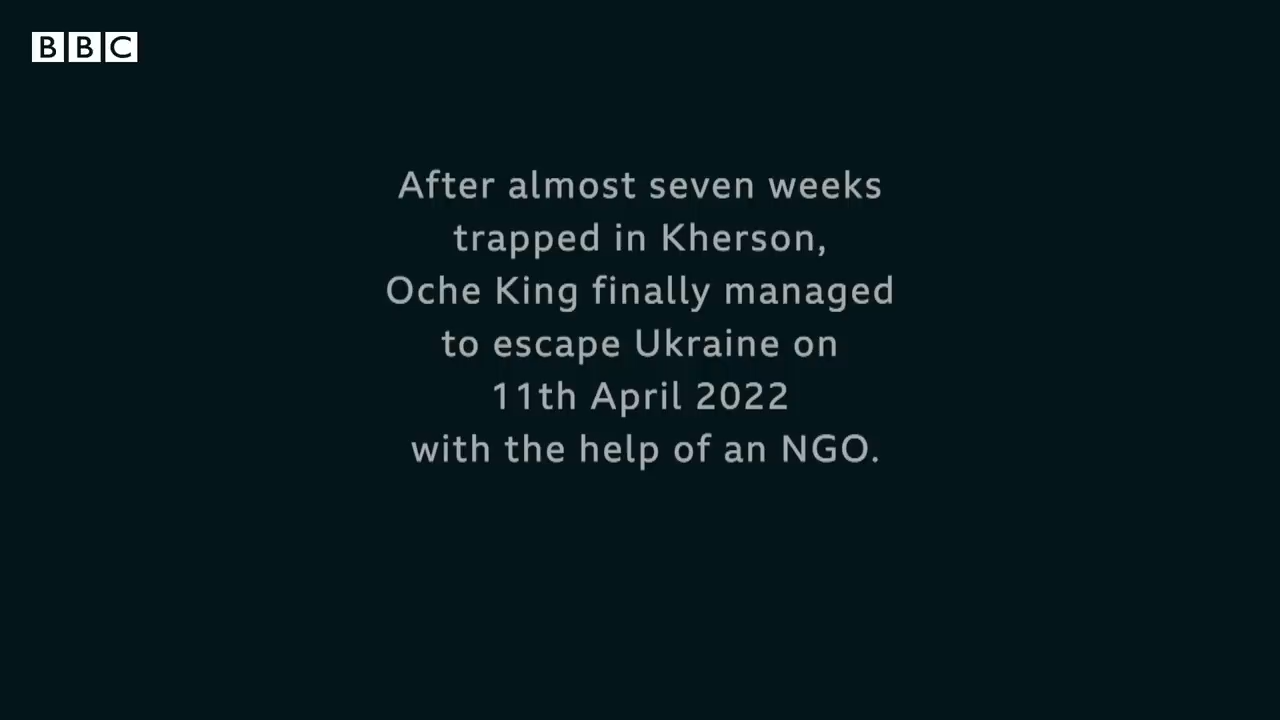 BBC
After almost seven weeks
trapped in Kherson,
Oche King finally managed
to escape Ukraine on
11th April 2022
with the help of an NGO.